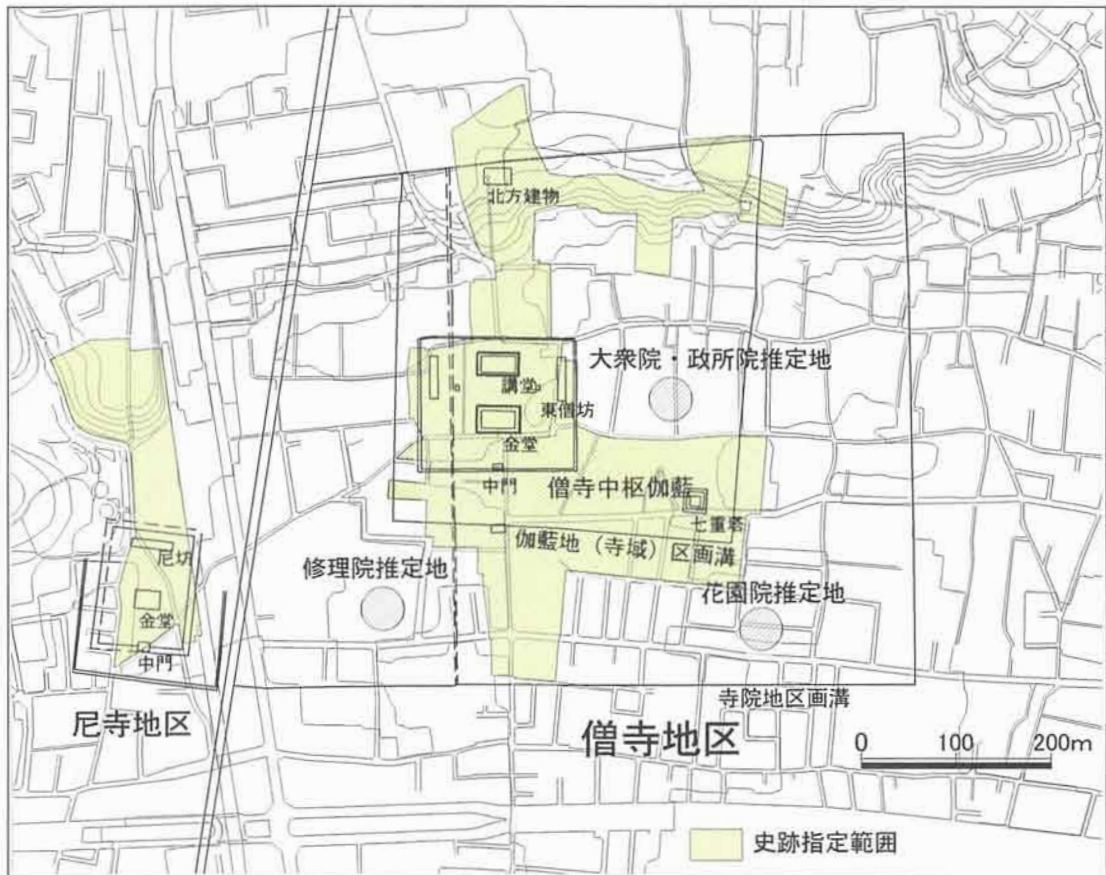 北方建物
大衆院・政所院推定地
講堂
東僧坊
金堂
中門
僧寺中枢伽藍
七重塔
伽藍地（寺域）区画溝
修理院推定地
花園院推定地
尼坊
金堂
中門
寺院地区画溝
尼寺地区
僧寺地区
0 100 200m
史跡指定範囲